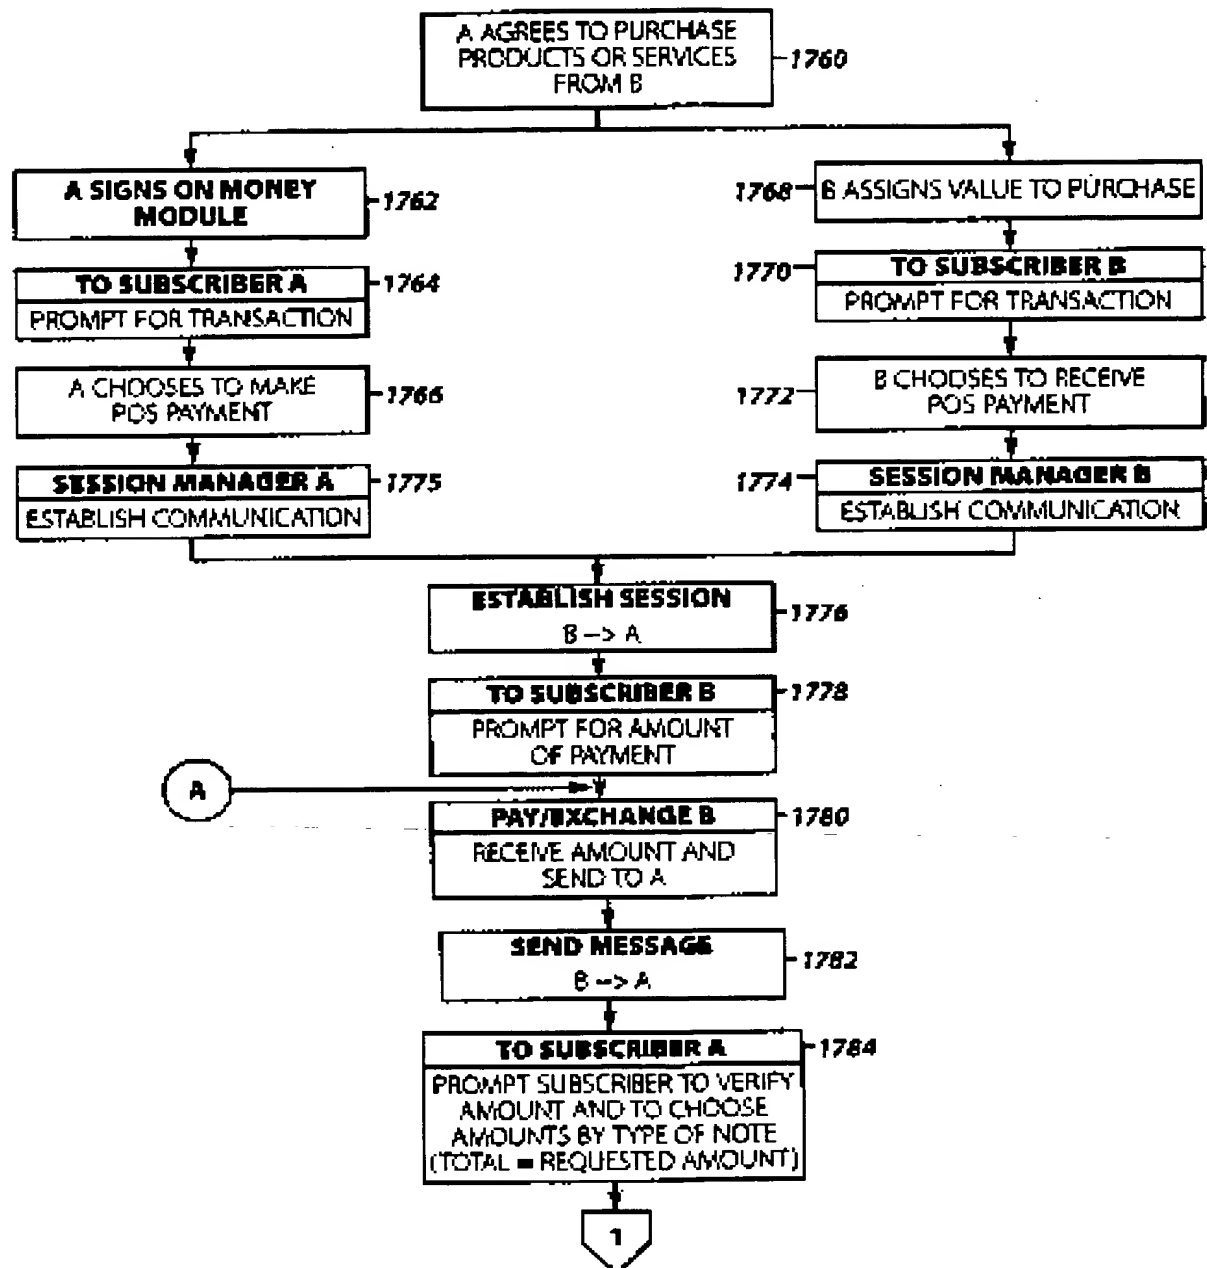 A AGREES TO PURCHASE
PRODUCTS OR SERVICES
FROM B
1760
A SIGNS ON MONEY
MODULE
1762
TO SUBSCRIBER A
1764
PROMPT FOR TRANSACTION
A CHOOSES TO MAKE
POS PAYMENT
1766
SESSION MANAGER A
1775
ESTABLISH COMMUNICATION
1768
B ASSIGNS VALUE TO PURCHASE
1770
TO SUBSCRIBER B
PROMPT FOR TRANSACTION
B CHOOSES TO RECEIVE
1772
POS PAYMENT
1774
SESSION MANAGER B
ESTABLISH COMMUNICATION
ESTABLISH SESSION
1776
B --> A
TO SUBSCRIBER B
1778
PROMPT FOR AMOUNT
OF PAYMENT
A
PAY/EXCHANGE B
1780
RECEIVE AMOUNT AND
SEND TO A
SEND MESSAGE
1782
B --> A
TO SUBSCRIBER A
1784
PROMPT SUBSCRIBER TO VERIFY
AMOUNT AND TO CHOOSE
AMOUNTS BY TYPE OF NOTE
(TOTAL = REQUESTED AMOUNT)
1